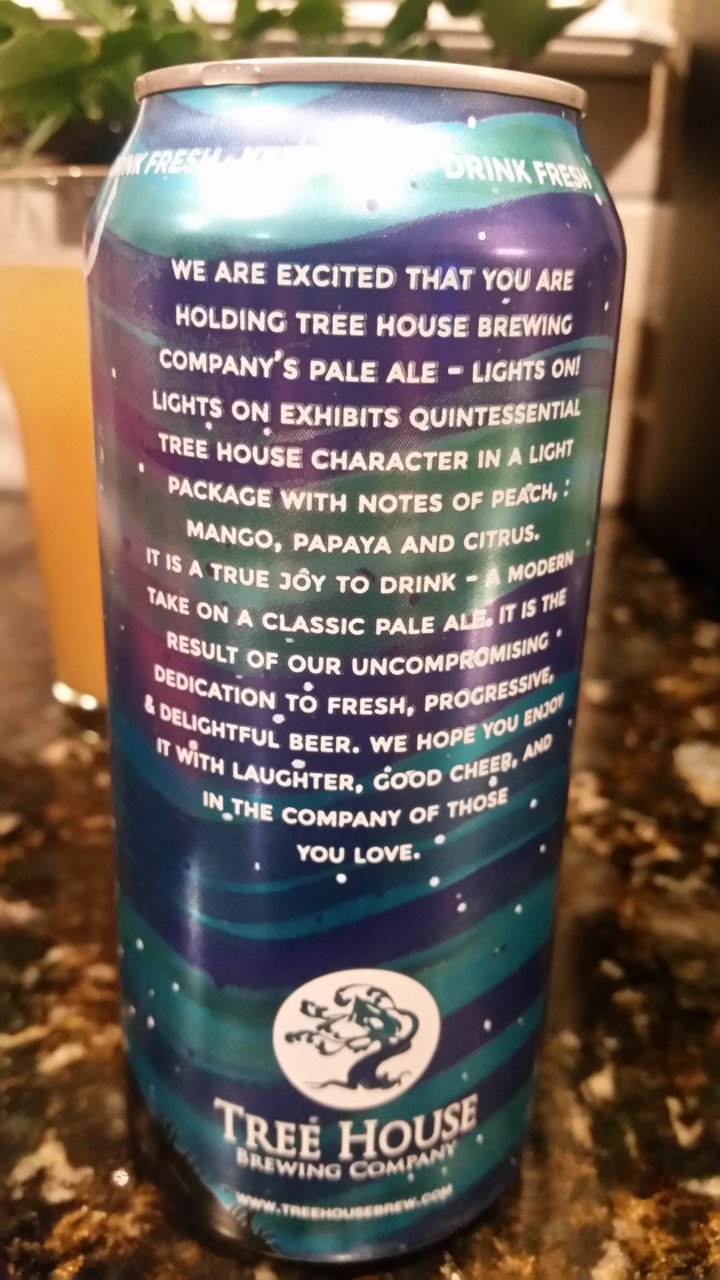 DRINK FRESH
WE ARE EXCITED THAT YOU ARE
HOLDING TREE HOUSE BREWING
COMPANY'S PALE ALE - LIGHTS ON!
LIGHTS ON EXHIBITS QUINTESSENTIAL
TREE HOUSE CHARACTER IN A LIGHT
PACKAGE WITH NOTES OF PEACH,
MANGO, PAPAYA AND CITRUS.
IT IS A TRUE JOY TO DRINK - A MODERN
TAKE ON A CLASSIC PALE ALE. IT IS THE
RESULT OF OUR UNCOMPROMISING
DEDICATION TO FRESH, PROGRESSIVE,
& DELIGHTFUL BEER. WE HOPE YOU ENJOY
IT WITH LAUGHTER, GOOD CHEER, AND
IN THE COMPANY OF THOSE
YOU LOVE.
TREE HOUSE
BREWING COMPANY
WWW.TREEHOUSEBREW.COM